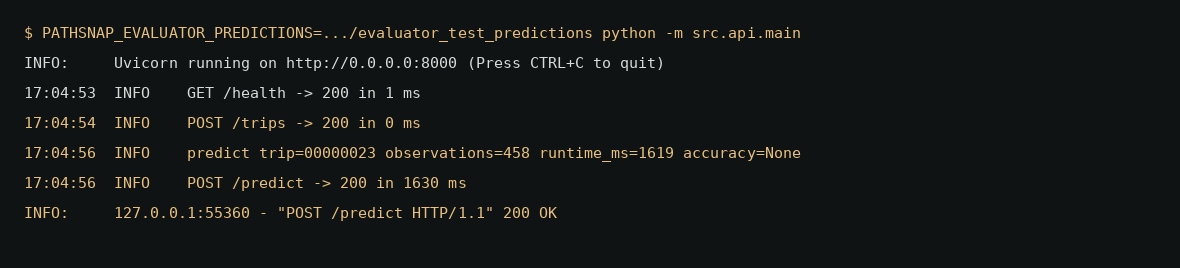 $ PATHSNAP_EVALUATOR_PREDICTIONS=.../evaluator_test_predictions python -m src.api.main
INFO:     Uvicorn running on http://0.0.0.0:8000 (Press CTRL+C to quit)
17:04:53  INFO    GET /health -> 200 in 1 ms
17:04:54  INFO    POST /trips -> 200 in 0 ms
17:04:56  INFO    predict trip=00000023 observations=458 runtime_ms=1619 accuracy=None
17:04:56  INFO    POST /predict -> 200 in 1630 ms
INFO:     127.0.0.1:55360 - "POST /predict HTTP/1.1" 200 OK